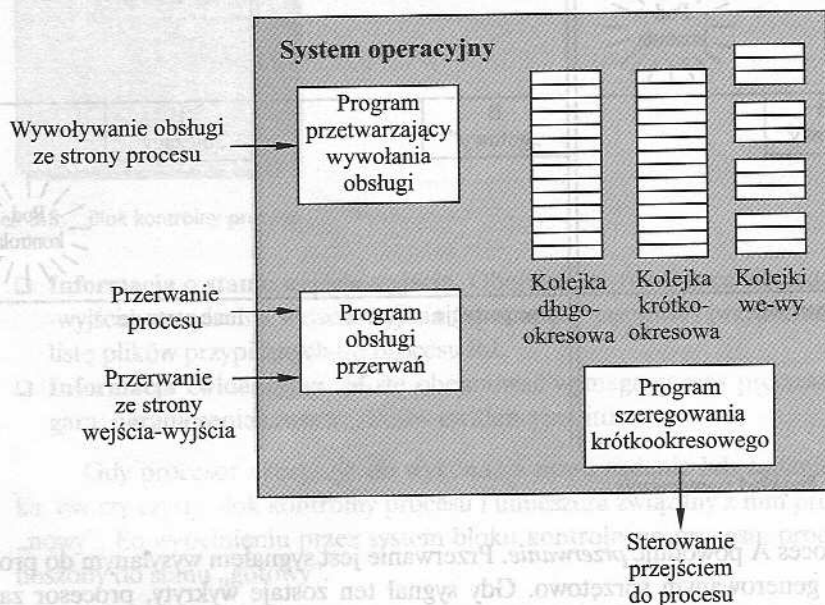 System operacyjny
Wywoływanie obsługi
ze strony procesu
Program
przetwarzający
wywołania
obsługi
Kolejka
długo-
okresowa
Kolejka
krótko-
okresowa
Kolejki
we-wy
Przerwanie
procesu
Przerwanie
ze strony
wejścia-wyjścia
Program
obsługi
przerwań
Program
szeregowania
krótkookresowego
Sterowanie
przejściem
do procesu